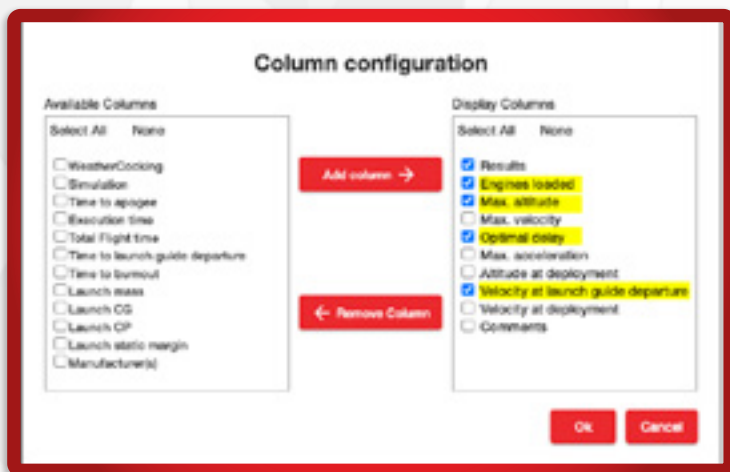 Column configuration
Available Columns
Select All None
WeatherCocking
Simulation
Time to apogee
Execution time
Total Flight time
Time to launch guide departure
Time to burnout
Launch mass
Launch CG
Launch CP
Launch static margin
Manufacturer(s)
Add column →
← Remove Column
Display Columns
Select All None
Results
Engines loaded
Max. altitude
Max. velocity
Optimal delay
Max. acceleration
Altitude at deployment
Velocity at launch guide departure
Velocity at deployment
Comments
Ok Cancel